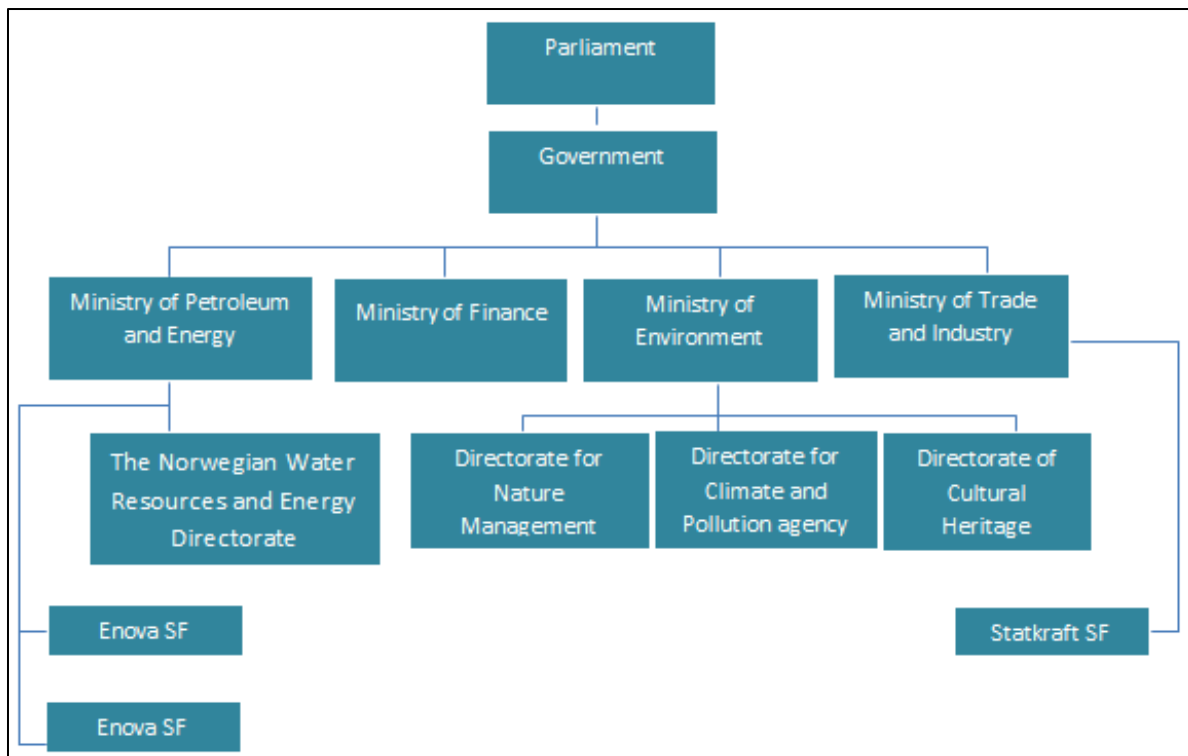 Parliament
Government
Ministry of Petroleum
and Energy
Ministry of Finance
Ministry of
Environment
Ministry of Trade
and Industry
The Norwegian Water
Resources and Energy
Directorate
Directorate for
Nature
Management
Directorate for
Climate and
Pollution agency
Directorate of
Cultural
Heritage
Enova SF
Statkraft SF
Enova SF